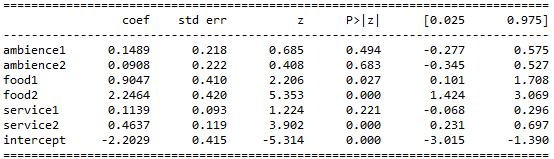 coef std err z P>|z| [0.025 0.975]
ambience1 0.1489 0.218 0.685 0.494 -0.277 0.575
ambience2 0.0908 0.222 0.408 0.683 -0.345 0.527
food1 0.9047 0.410 2.206 0.027 0.101 1.708
food2 2.2464 0.420 5.353 0.000 1.424 3.069
service1 0.1139 0.093 1.224 0.221 -0.068 0.296
service2 0.4637 0.119 3.902 0.000 0.231 0.697
intercept -2.2029 0.415 -5.314 0.000 -3.015 -1.390